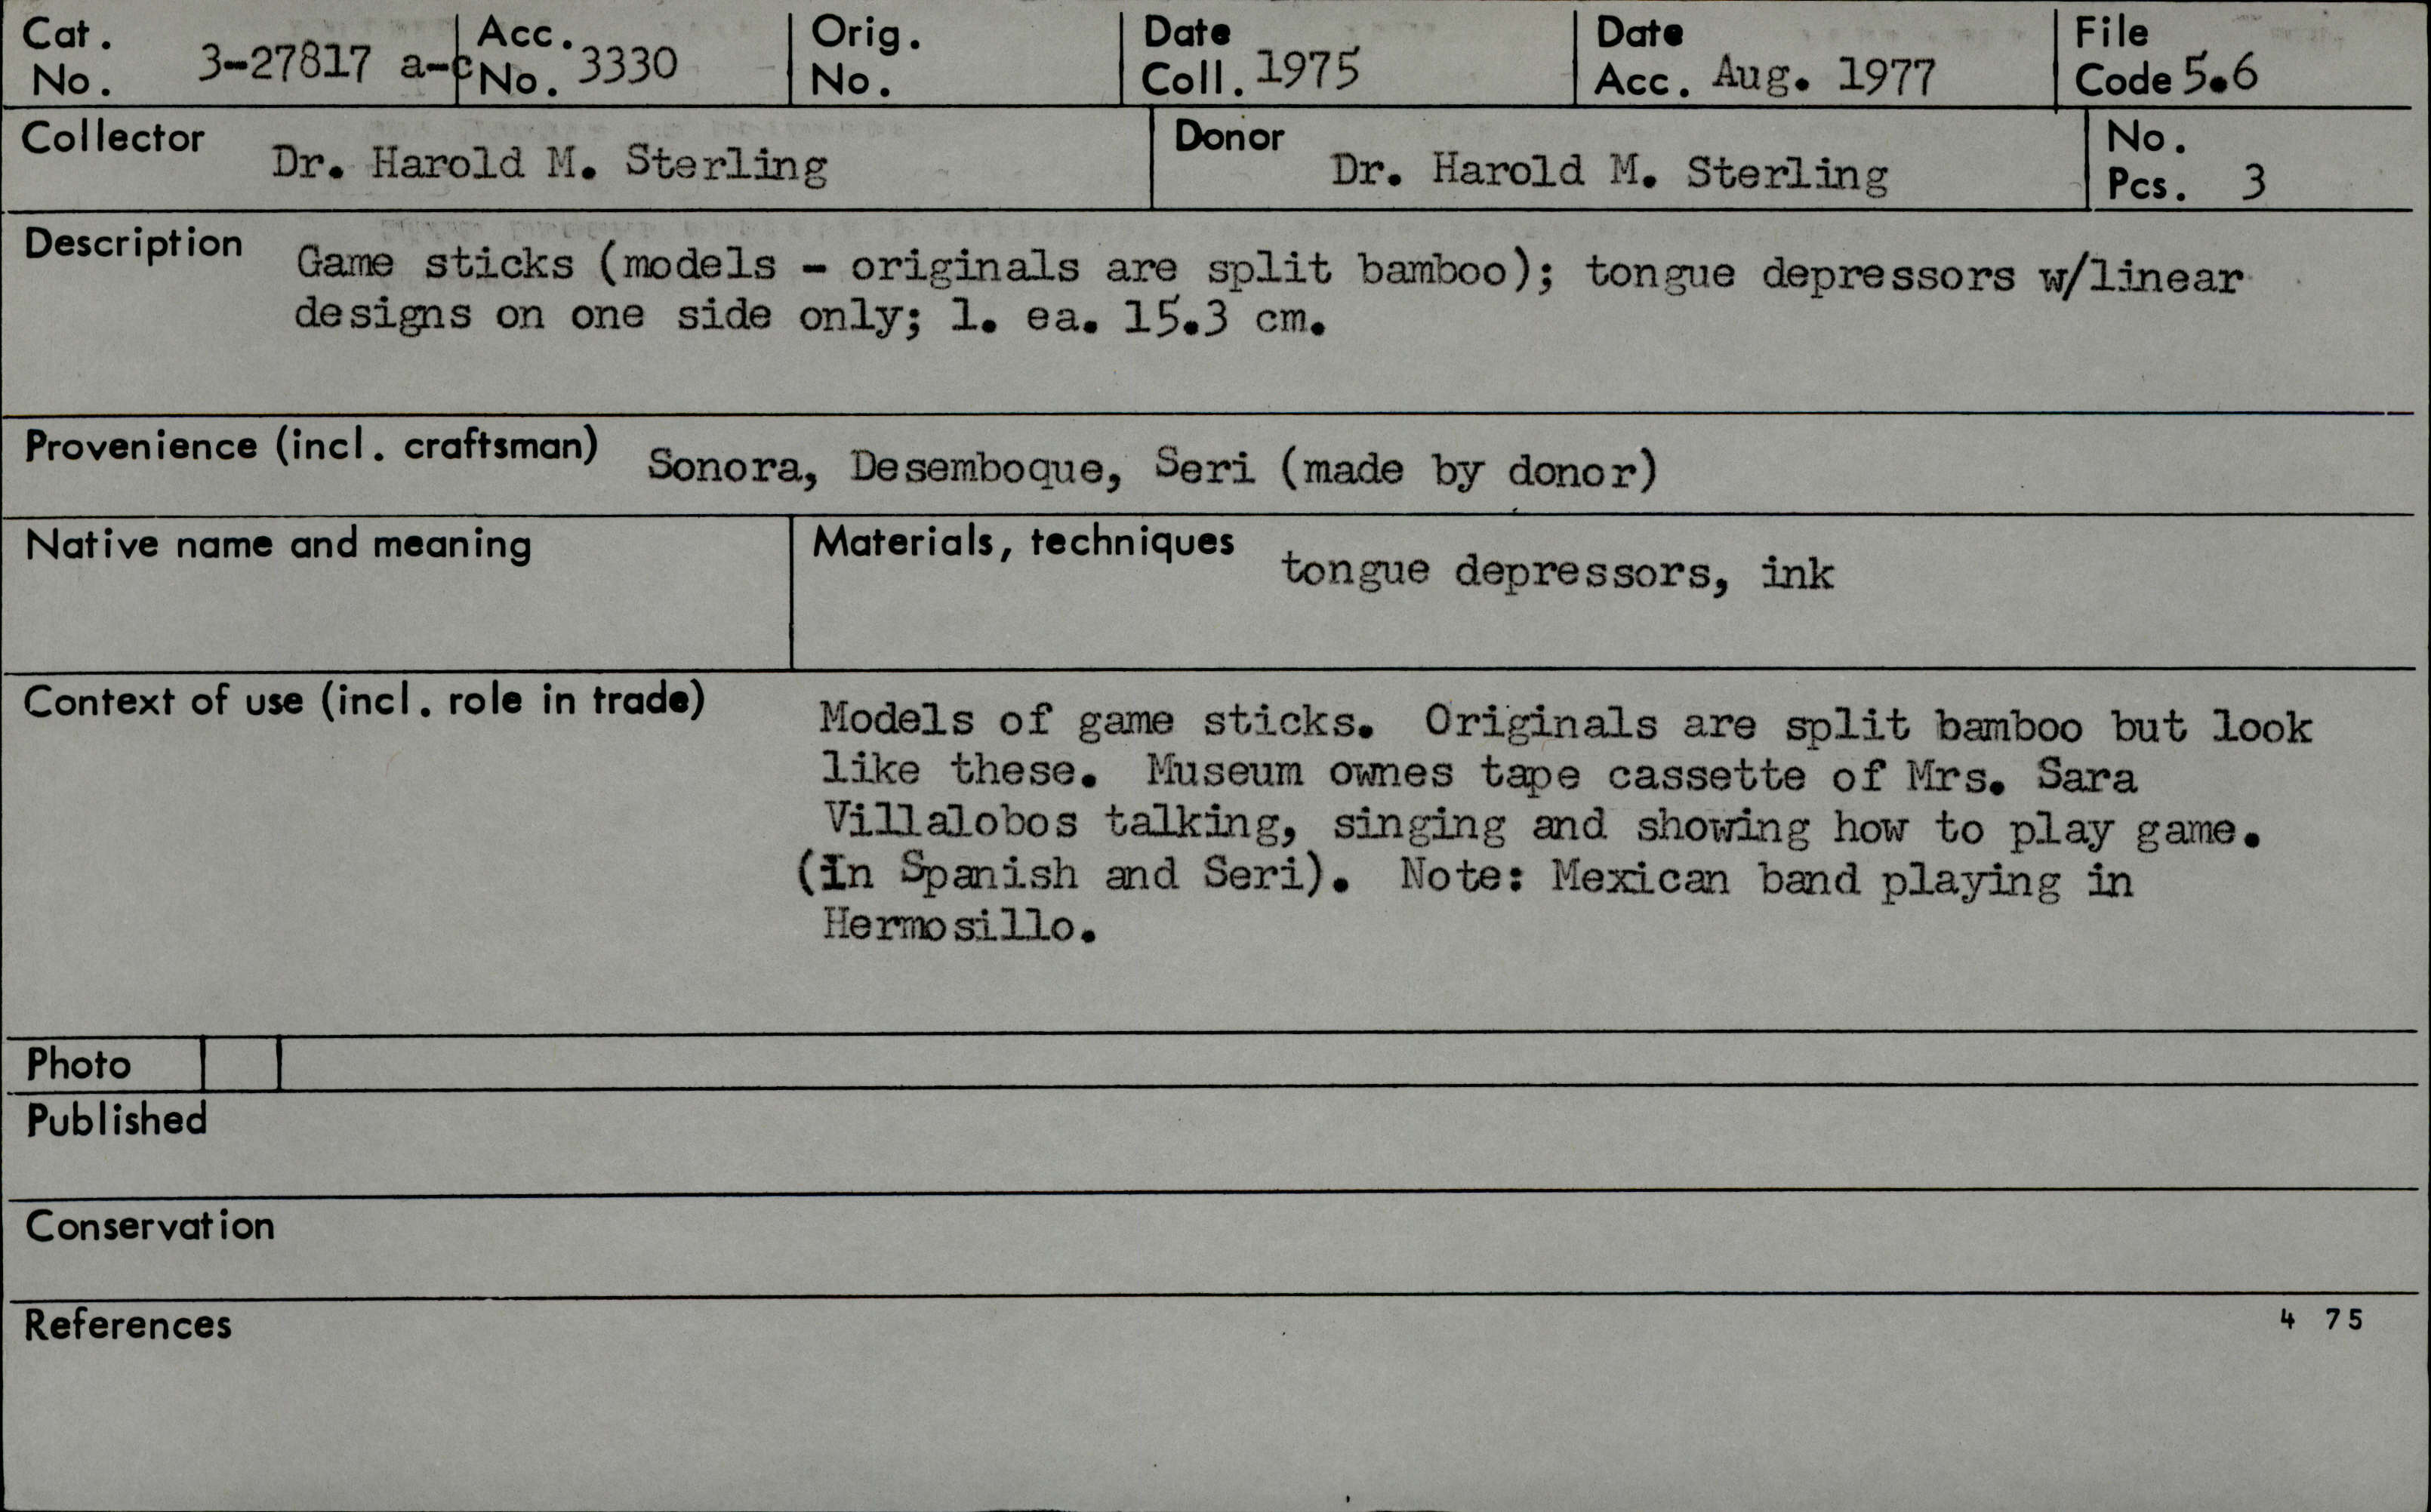 Cat. No. 3-27817 a-c Acc. No. 3330 Orig. No. Date Coll. 1975 Date Acc. Aug. 1977 File Code 5.6
Collector Dr. Harold M. Sterling Donor Dr. Harold M. Sterling No. Pcs. 3
Description Game sticks (models - originals are split bamboo); tongue depressors w/linear
designs on one side only; l. ea. 15.3 cm.
Provenience (incl. craftsman) Sonora, Desemboque, Seri (made by donor)
Native name and meaning Materials, techniques tongue depressors, ink
Context of use (incl. role in trade) Models of game sticks. Originals are split bamboo but look
like these. Museum ownes tape cassette of Mrs. Sara
Villalobos talking, singing and showing how to play game.
(in Spanish and Seri). Note: Mexican band playing in
Hermosillo.
Photo
Published
Conservation
References 4 75